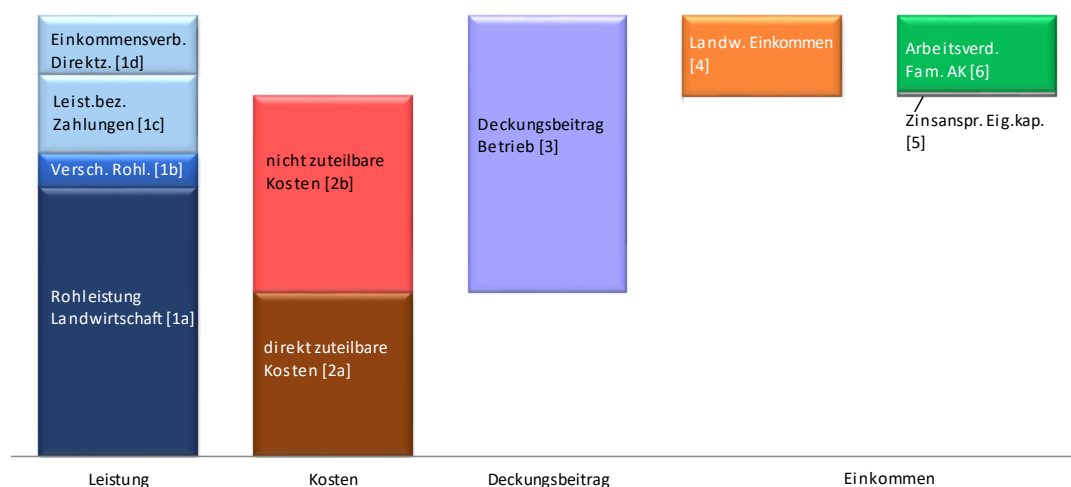 Einkommensverb.
Direktz. [1d]
Leist.bez.
Zahlungen [1c]
Versch. Rohl. [1b]
Rohleistung
Landwirtschaft [1a]
nicht zuteilbare
Kosten [2b]
direkt zuteilbare
Kosten [2a]
Deckungsbeitrag
Betrieb [3]
Landw. Einkommen
[4]
Arbeitsverd.
Fam. AK [6]
Zinsanspr. Eig.kap.
[5]
Leistung
Kosten
Deckungsbeitrag
Einkommen